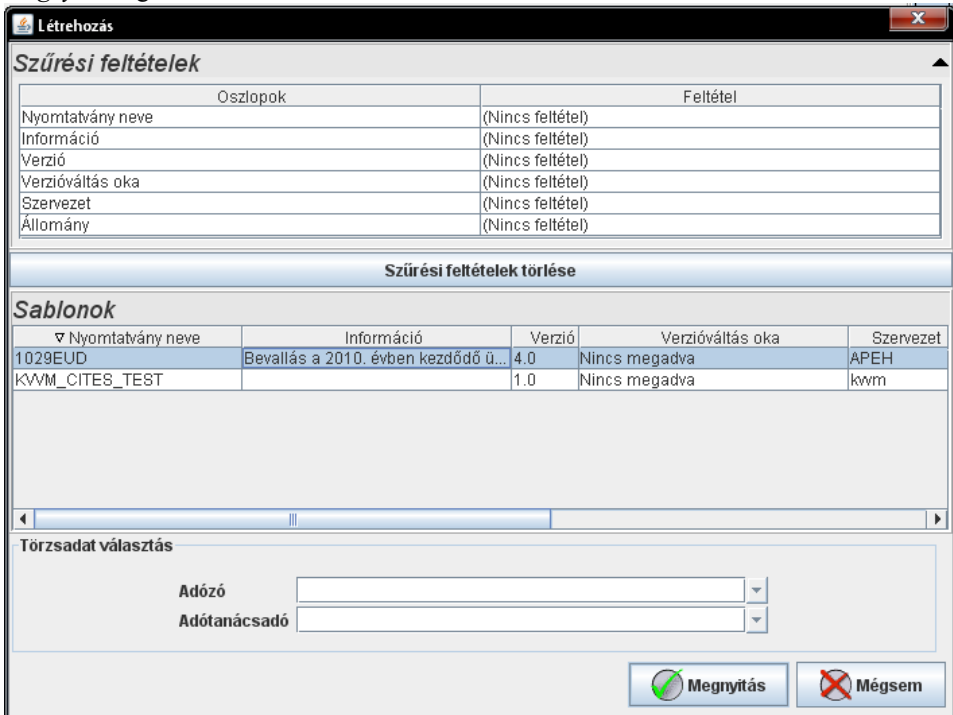 Létrehozás
Szűrési feltételek
Oszlopok Feltétel
Nyomtatvány neve (Nincs feltétel)
Információ (Nincs feltétel)
Verzió (Nincs feltétel)
Verzióváltás oka (Nincs feltétel)
Szervezet (Nincs feltétel)
Állomány (Nincs feltétel)
Szűrési feltételek törlése
Sablonok
Nyomtatvány neve Információ Verzió Verzióváltás oka Szervezet
1029EUD Bevallás a 2010. évben kezdődő ü... 4.0 Nincs megadva APEH
KVVM_CITES_TEST 1.0 Nincs megadva kvvm
Törzsadat választás
Adózó
Adótanácsadó
Megnyitás Mégsem